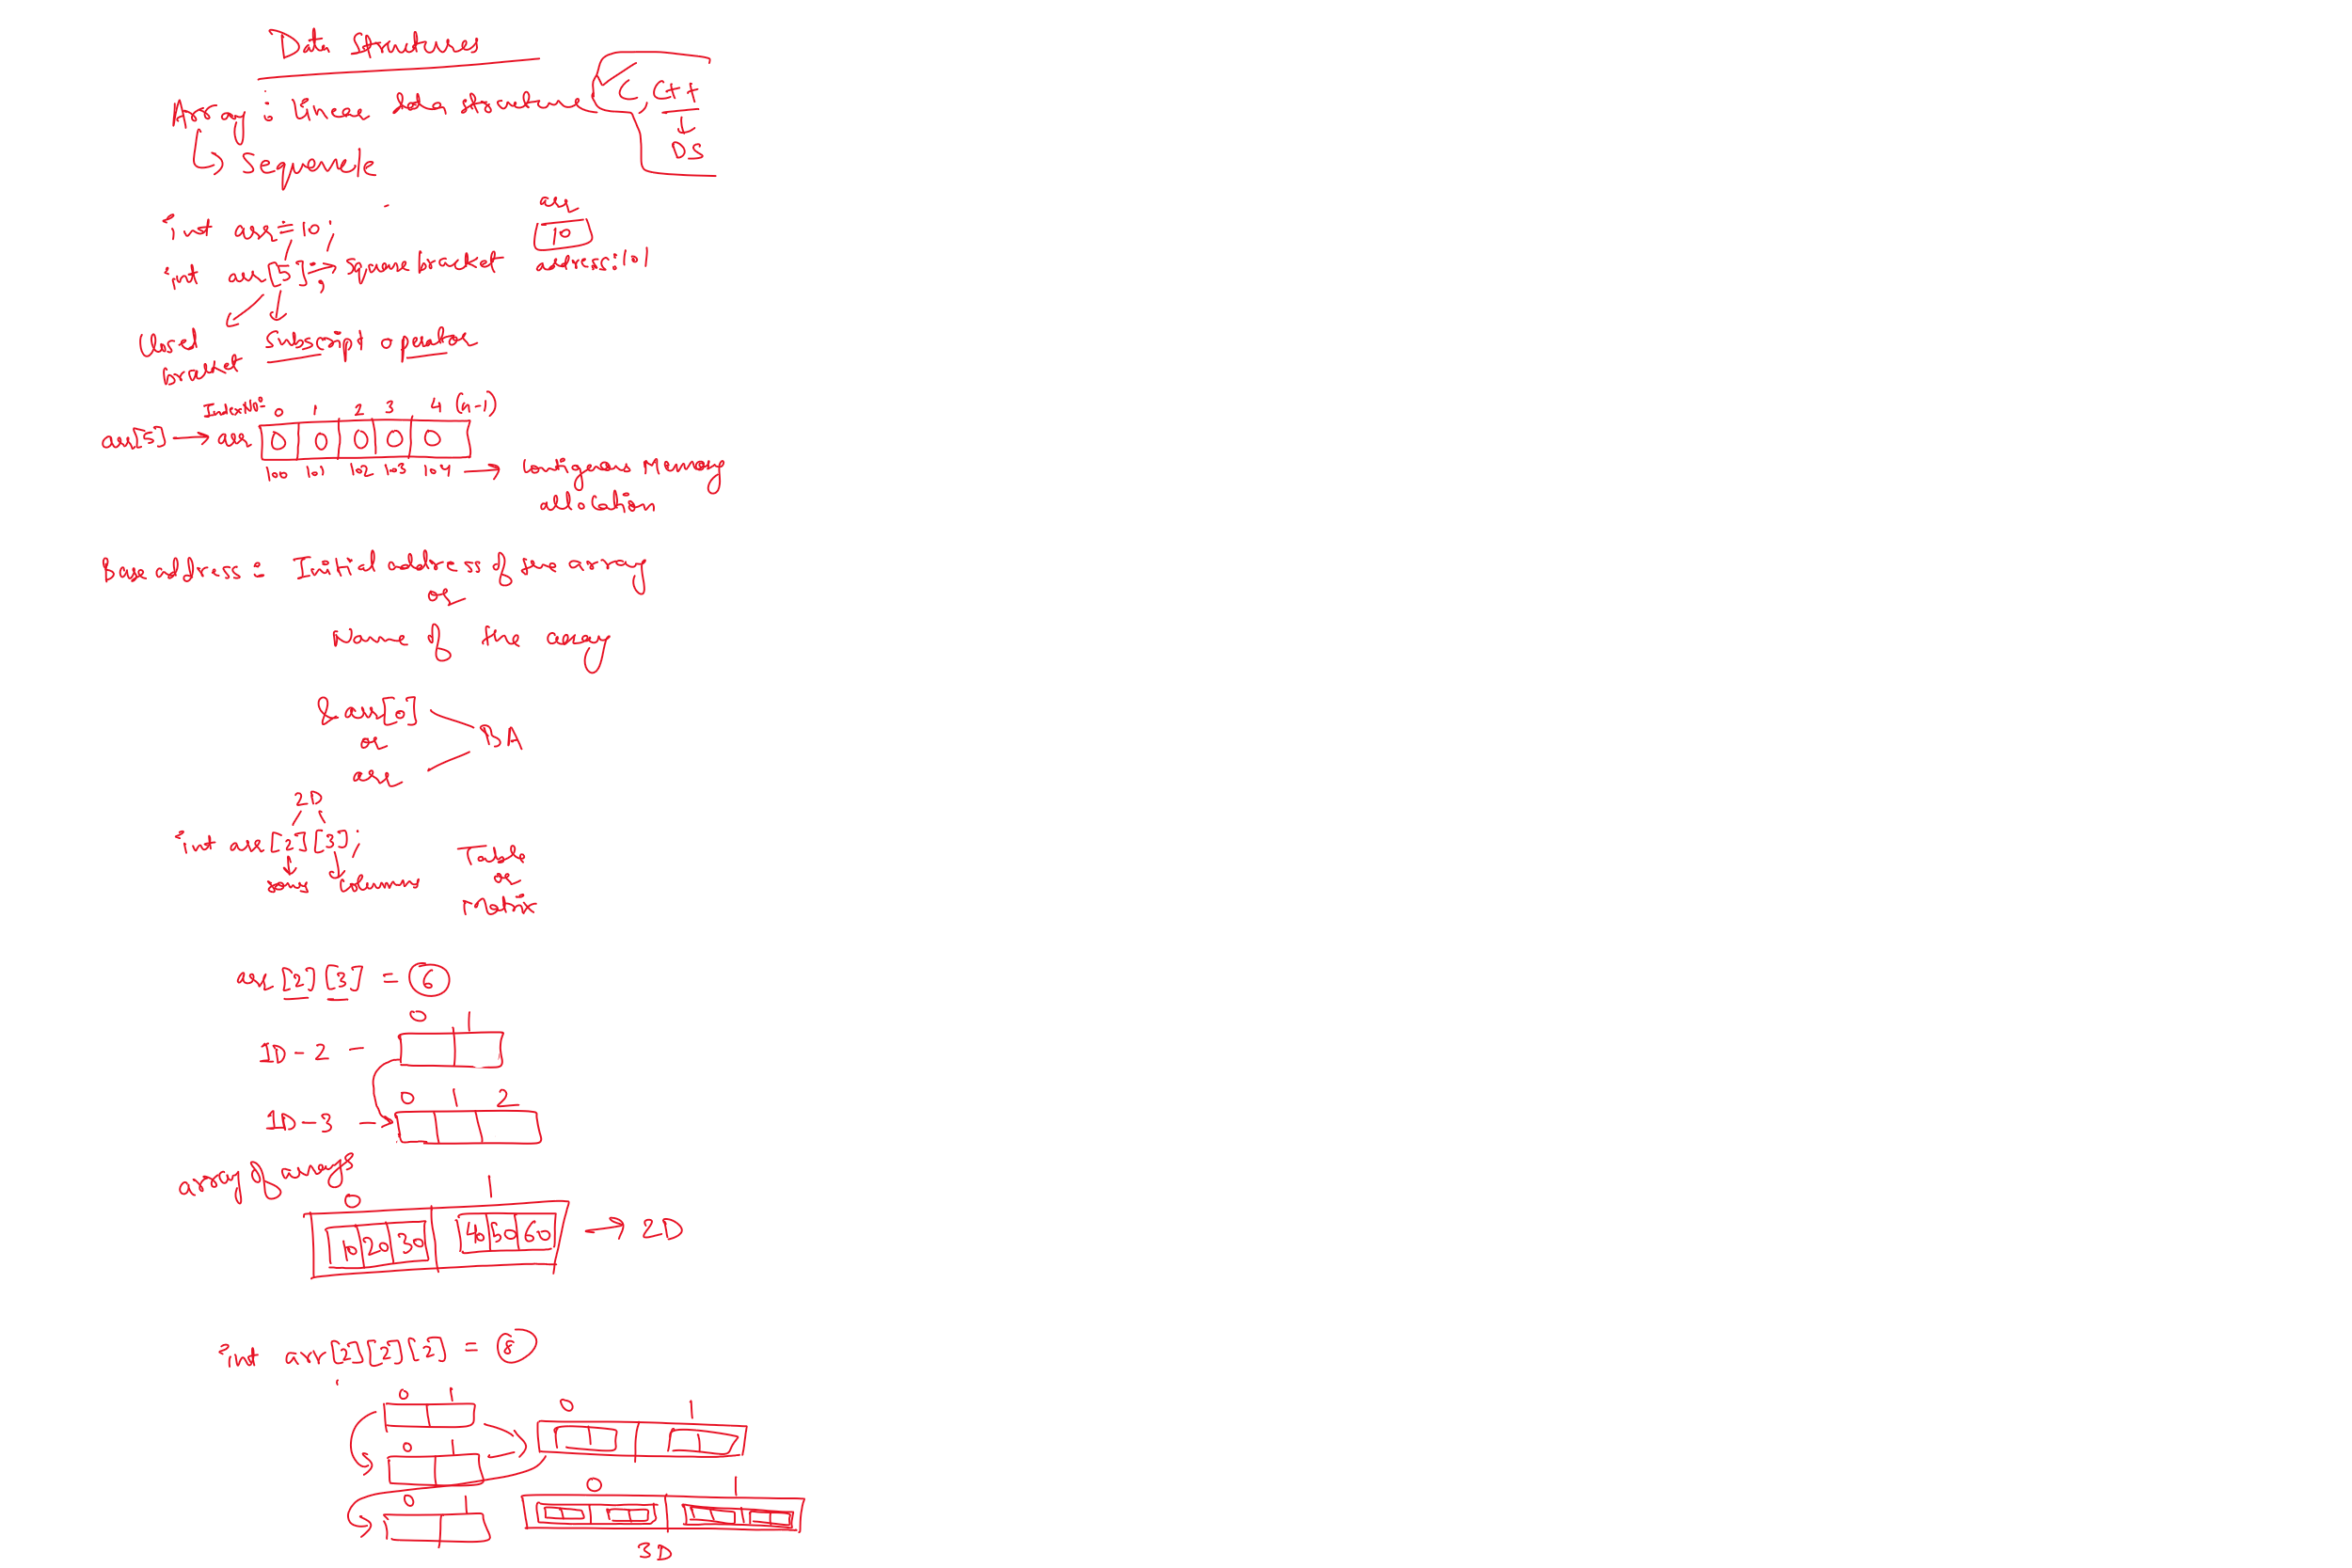 Data Structures
Array : linear data structure
C, C++
DS
Sequencle
int arr = 10;
arr
10
address: 101
int arr[5]; → square bracket
Closed bracket
Subscript operator
Index No: 0 1 2 3 4 (n-1)
arr[5] → arr 0 0 0 0 0
100 101 102 103 104 → Contigenous Memory
allocation
Base address : Initial address of the array
or
Name of the array
&arr[0]
or
arr
BA
2D
int arr[2][3];
rows columns
Table
or
Matrix
arr[2][3] = 6
0 1
1D - 2 -
0 1 2
1D - 3 -
array of arrays
0 1
10 20 30 40 50 60 → 2D
int arr[2][2][2] = 8
0 1
0 1
0 1
0 1
0 1
3D